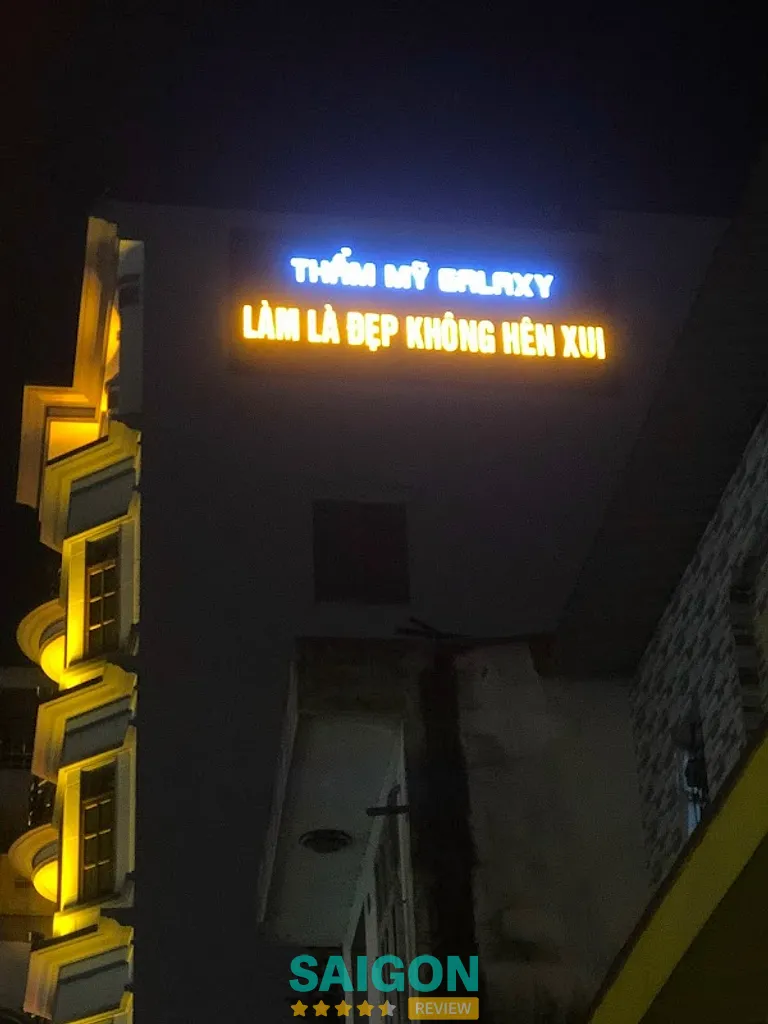 THẨM MỸ GALAXY
LÀM LÀ ĐẸP KHÔNG HÊN XUI
SAIGON
REVIEW